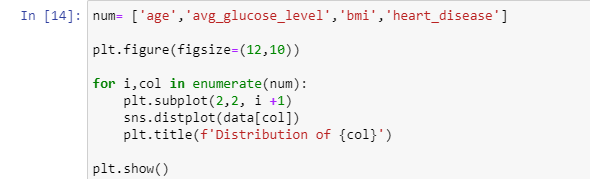 In [14]: num= ['age','avg_glucose_level','bmi','heart_disease']
plt.figure(figsize=(12,10))
for i,col in enumerate(num):
    plt.subplot(2,2, i +1)
    sns.distplot(data[col])
    plt.title(f'Distribution of {col}')
plt.show()